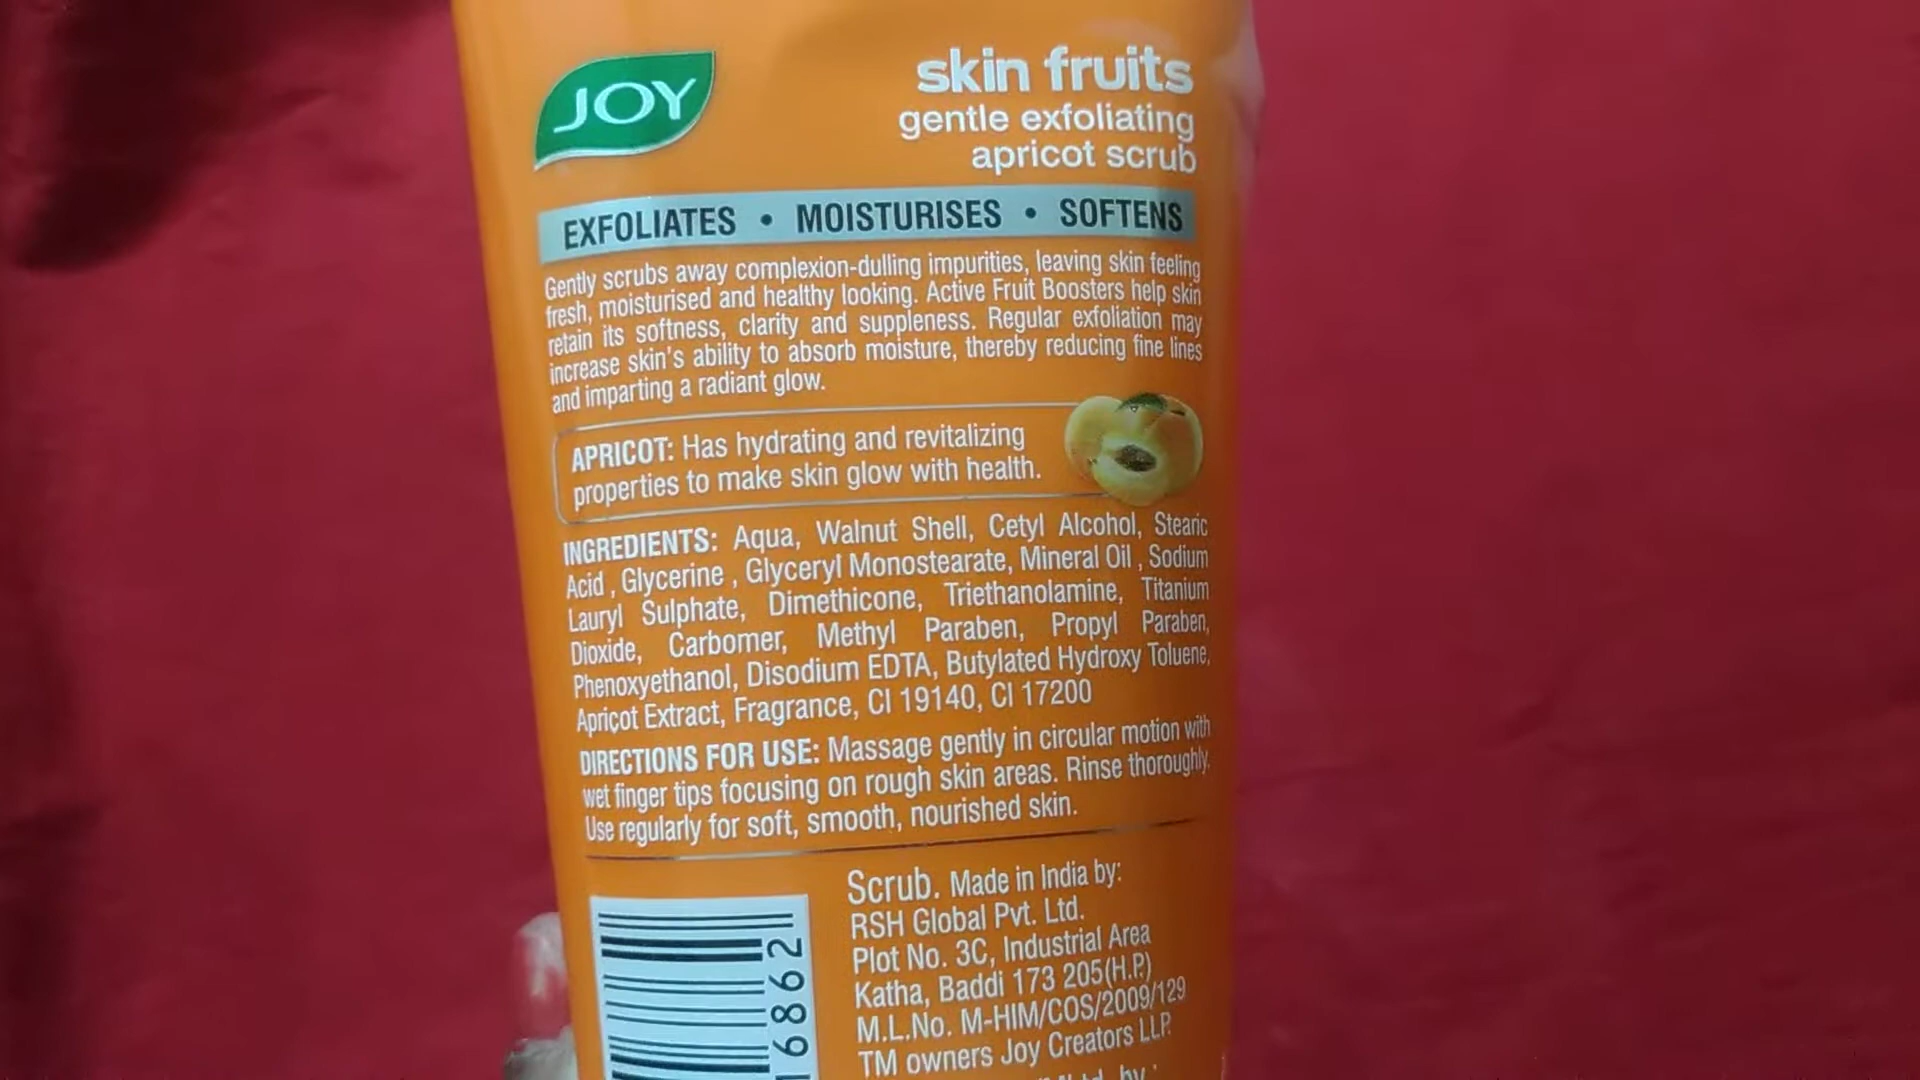 JOY
skin fruits
gentle exfoliating
apricot scrub
EXFOLIATES • MOISTURISES • SOFTENS
Gently scrubs away complexion-dulling impurities, leaving skin feeling
fresh, moisturised and healthy looking. Active Fruit Boosters help skin
retain its softness, clarity and suppleness. Regular exfoliation may
increase skin's ability to absorb moisture, thereby reducing fine lines
and imparting a radiant glow.
APRICOT: Has hydrating and revitalizing
properties to make skin glow with health.
INGREDIENTS: Aqua, Walnut Shell, Cetyl Alcohol, Stearic
Acid , Glycerine , Glyceryl Monostearate, Mineral Oil , Sodium
Lauryl Sulphate, Dimethicone, Triethanolamine, Titanium
Dioxide, Carbomer, Methyl Paraben, Propyl Paraben,
Phenoxyethanol, Disodium EDTA, Butylated Hydroxy Toluene,
Apricot Extract, Fragrance, CI 19140, CI 17200
DIRECTIONS FOR USE: Massage gently in circular motion with
wet finger tips focusing on rough skin areas. Rinse thoroughly.
Use regularly for soft, smooth, nourished skin.
Scrub. Made in India by:
RSH Global Pvt. Ltd.
Plot No. 3C, Industrial Area
Katha, Baddi 173 205(H.P.)
M.L.No. M-HIM/COS/2009/129
TM owners Joy Creators LLP.
by
16862